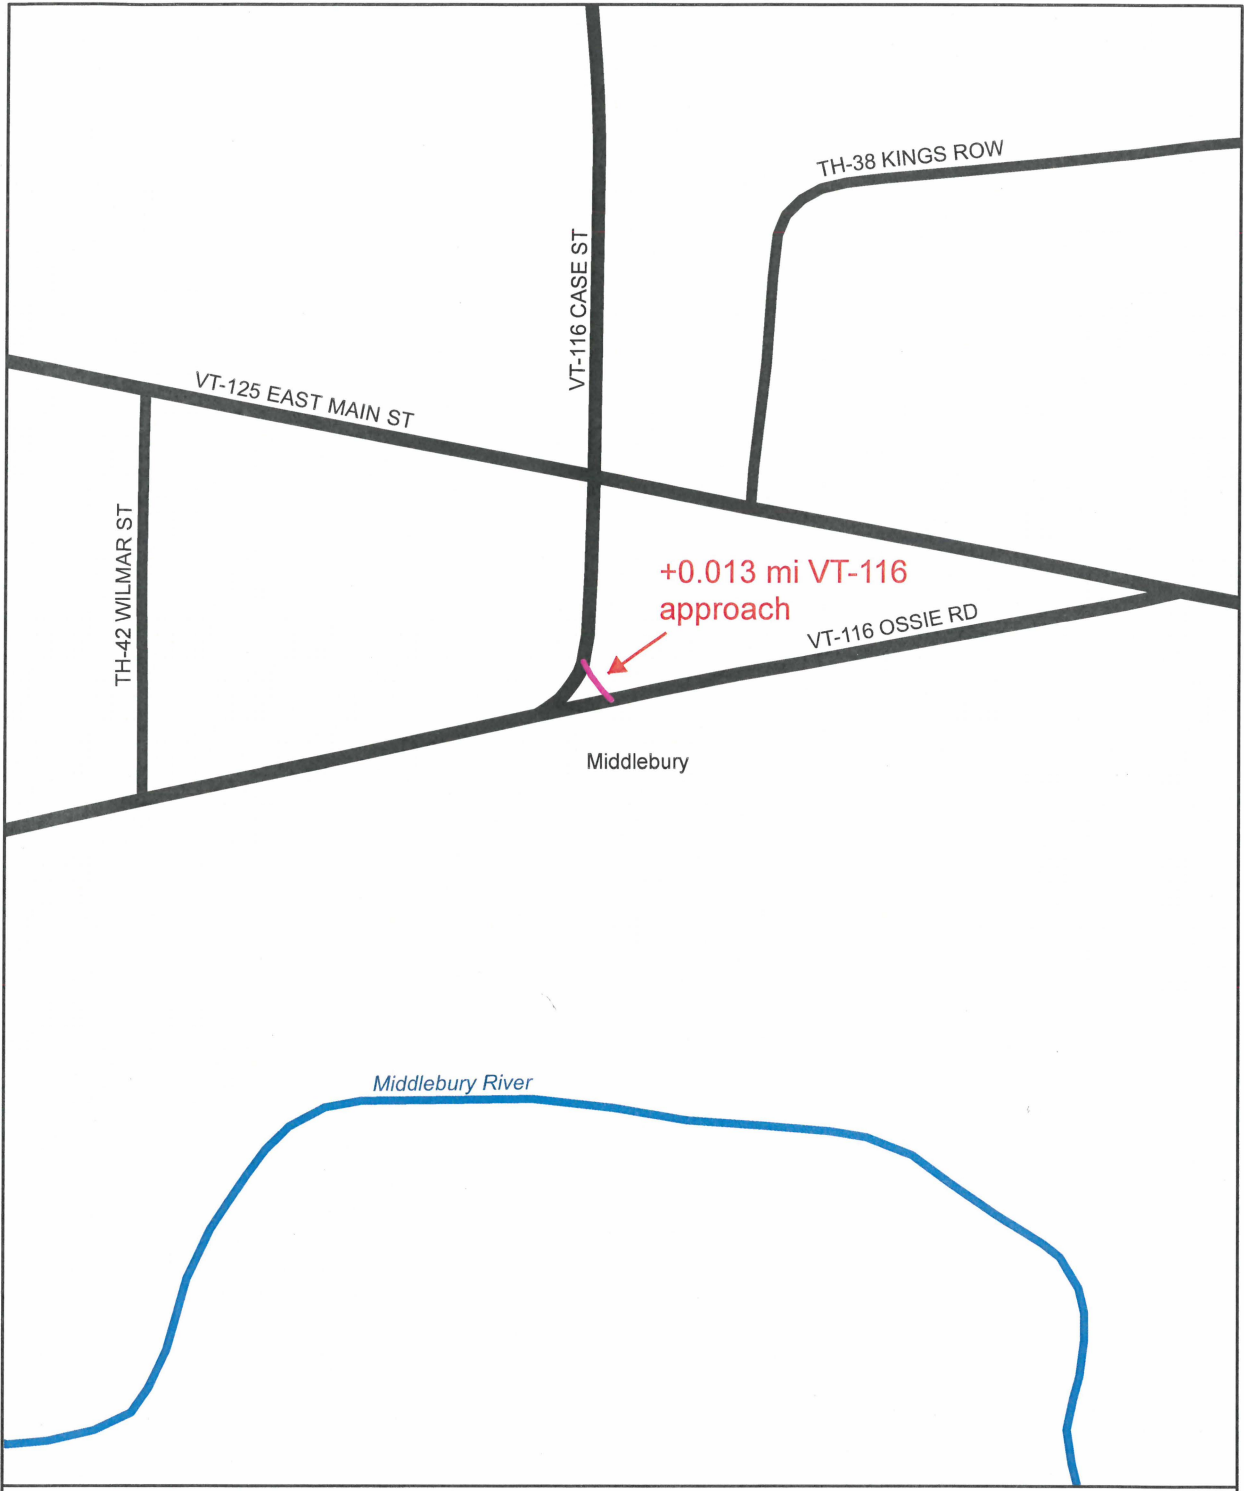 TH-38 KINGS ROW
VT-116 CASE ST
VT-125 EAST MAIN ST
TH-42 WILMAR ST
+0.013 mi VT-116
approach
VT-116 OSSIE RD
Middlebury
Middlebury River